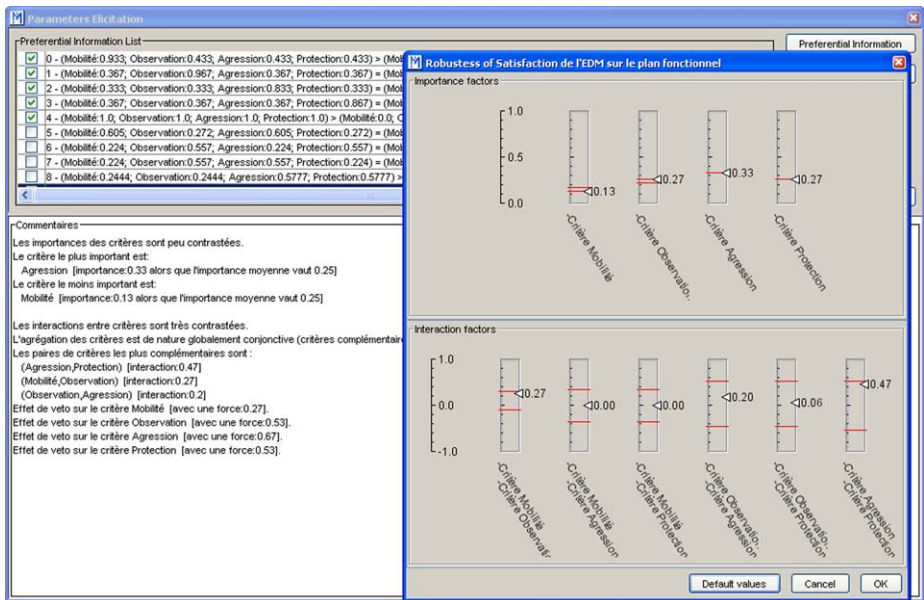 Parameters Elicitation
Preferential Information List
Preferential Information
0 - (Mobilité:0.933; Observation:0.433; Agression:0.433; Protection:0.433) > (Mo
1 - (Mobilité:0.367; Observation:0.967; Agression:0.367; Protection:0.367) = (Mo
2 - (Mobilité:0.333; Observation:0.333; Agression:0.833; Protection:0.333) = (Mo
3 - (Mobilité:0.367; Observation:0.367; Agression:0.367; Protection:0.867) = (Mo
4 - (Mobilité:1.0; Observation:1.0; Agression:1.0; Protection:1.0) > (Mobilité:0.0; O
5 - (Mobilité:0.605; Observation:0.272; Agression:0.605; Protection:0.272) = (Mo
6 - (Mobilité:0.224; Observation:0.557; Agression:0.224; Protection:0.557) = (Mo
7 - (Mobilité:0.224; Observation:0.557; Agression:0.557; Protection:0.224) = (Mo
8 - (Mobilité:0.2444; Observation:0.2444; Agression:0.5777; Protection:0.5777) >
Commentaires
Les importances des critères sont peu contrastées.
Le critère le plus important est:
Agression [importance:0.33 alors que l'importance moyenne vaut 0.25]
Le critère le moins important est:
Mobilité [importance:0.13 alors que l'importance moyenne vaut 0.25]
Les interactions entre critères sont très contrastées.
L'agrégation des critères est de nature globalement conjonctive (critères complémentaire
Les paires de critères les plus complémentaires sont :
(Agression,Protection) [interaction:0.47]
(Mobilité,Observation) [interaction:0.27]
(Observation,Agression) [interaction:0.2]
Effet de veto sur le critère Mobilité [avec une force:0.27].
Effet de veto sur le critère Observation [avec une force:0.53].
Effet de veto sur le critère Agression [avec une force:0.67].
Effet de veto sur le critère Protection [avec une force:0.53].
Robustess of Satisfaction de l'EDM sur le plan fonctionnel
Importance factors
1.0
0.5
0.0
0.13
0.27
0.33
0.27
-Critère Mobilité
-Critère Observatio..
-Critère Agression
-Critère Protection
Interaction factors
1.0
0.0
-1.0
0.27
0.00
0.00
0.20
0.06
0.47
-Critère Mobilité
-Critère Observati..
-Critère Mobilité
-Critère Agression
-Critère Mobilité
-Critère Protection
-Critère Observatio..
-Critère Agression
-Critère Observatio..
-Critère Protection
-Critère Agression
-Critère Protection
Default values
Cancel
OK